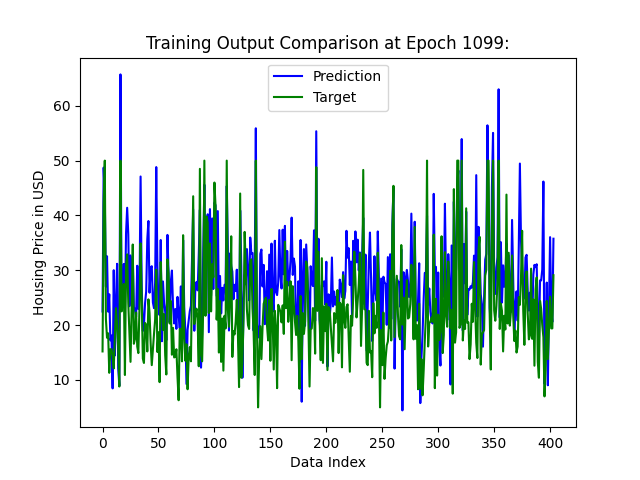 Training Output Comparison at Epoch 1099:
Prediction
Target
Housing Price in USD
60
50
40
30
20
10
0 50 100 150 200 250 300 350 400
Data Index